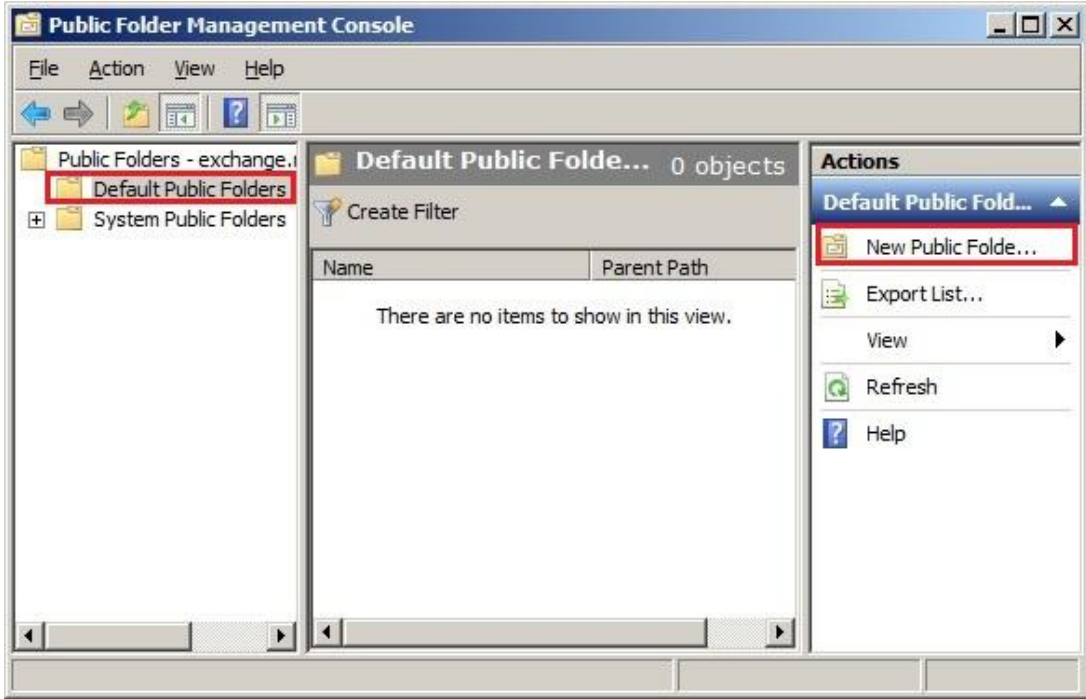 Public Folder Management Console
File Action View Help
Public Folders - exchange.
Default Public Folders
System Public Folders
Default Public Folde... 0 objects
Create Filter
Name Parent Path
There are no items to show in this view.
Actions
Default Public Fold...
New Public Folde...
Export List...
View
Refresh
Help